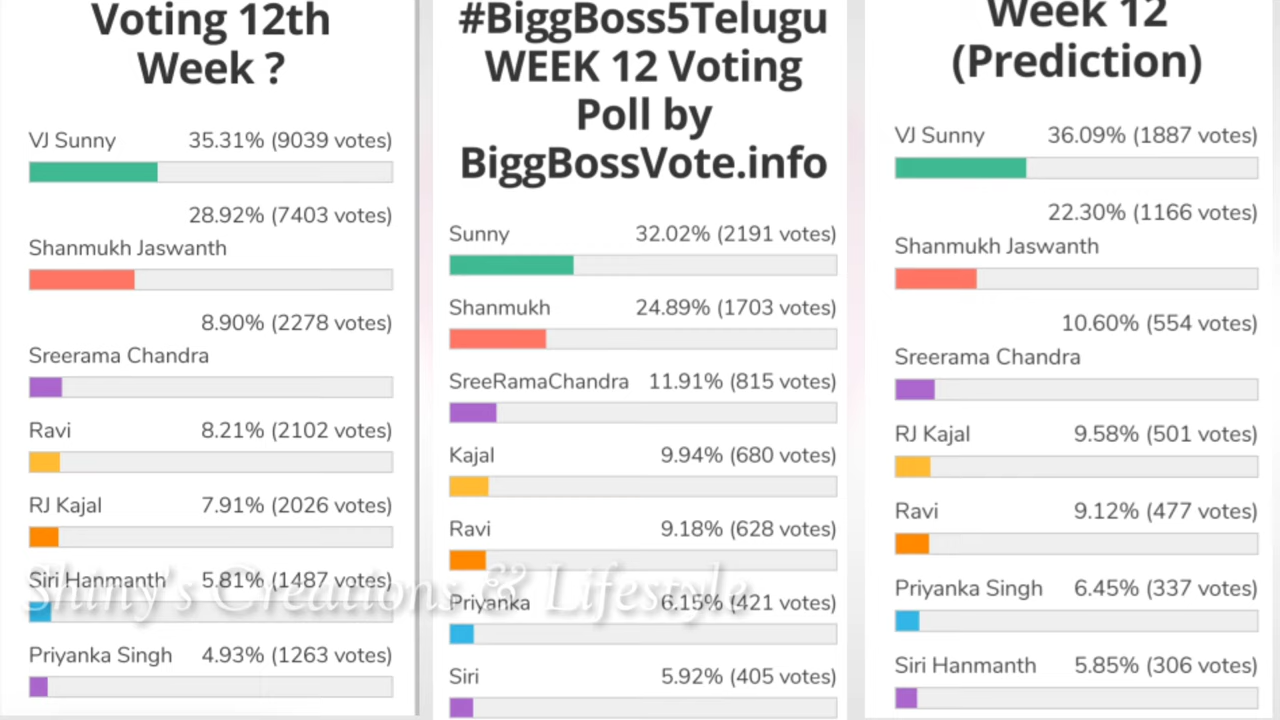 Voting 12th
Week ?
VJ Sunny 35.31% (9039 votes)
28.92% (7403 votes)
Shanmukh Jaswanth
8.90% (2278 votes)
Sreerama Chandra
Ravi 8.21% (2102 votes)
RJ Kajal 7.91% (2026 votes)
Siri Hanmanth 5.81% (1487 votes)
Priyanka Singh 4.93% (1263 votes)
#BiggBoss5Telugu
WEEK 12 Voting
Poll by
BiggBossVote.info
Sunny 32.02% (2191 votes)
Shanmukh 24.89% (1703 votes)
SreeRamaChandra 11.91% (815 votes)
Kajal 9.94% (680 votes)
Ravi 9.18% (628 votes)
Priyanka 6.15% (421 votes)
Siri 5.92% (405 votes)
Week 12
(Prediction)
VJ Sunny 36.09% (1887 votes)
22.30% (1166 votes)
Shanmukh Jaswanth
10.60% (554 votes)
Sreerama Chandra
RJ Kajal 9.58% (501 votes)
Ravi 9.12% (477 votes)
Priyanka Singh 6.45% (337 votes)
Siri Hanmanth 5.85% (306 votes)
Shiny's Creations & Lifestyle